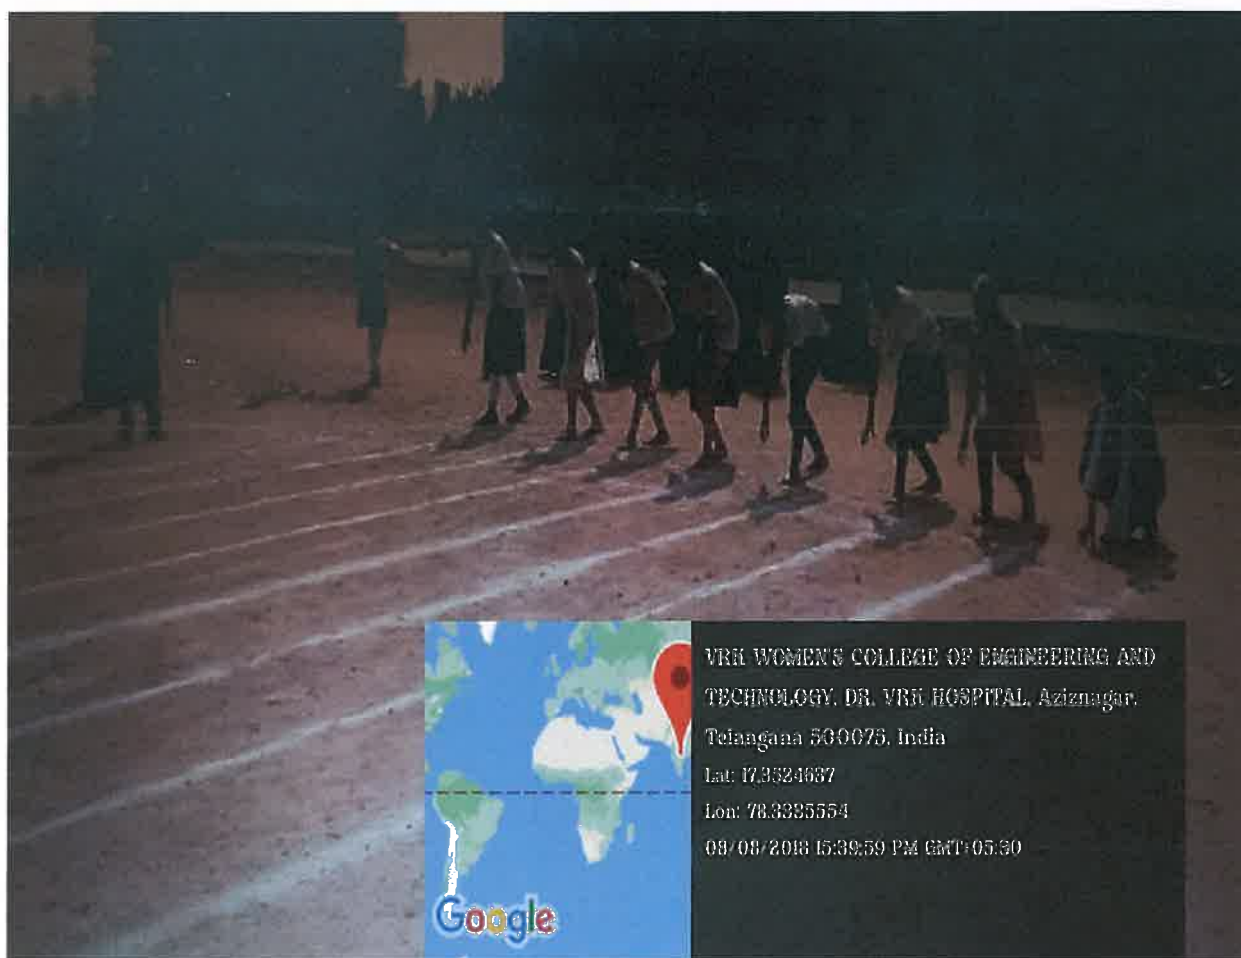 VRK WOMEN'S COLLEGE OF ENGINEERING AND
TECHNOLOGY, DR. VRK HOSPITAL, Aziznagar,
Telangana 500075, India
Lat: 17.3524637
Lon: 78.3325554
08/08/2018 15:39:59 PM GMT+05:30
Google